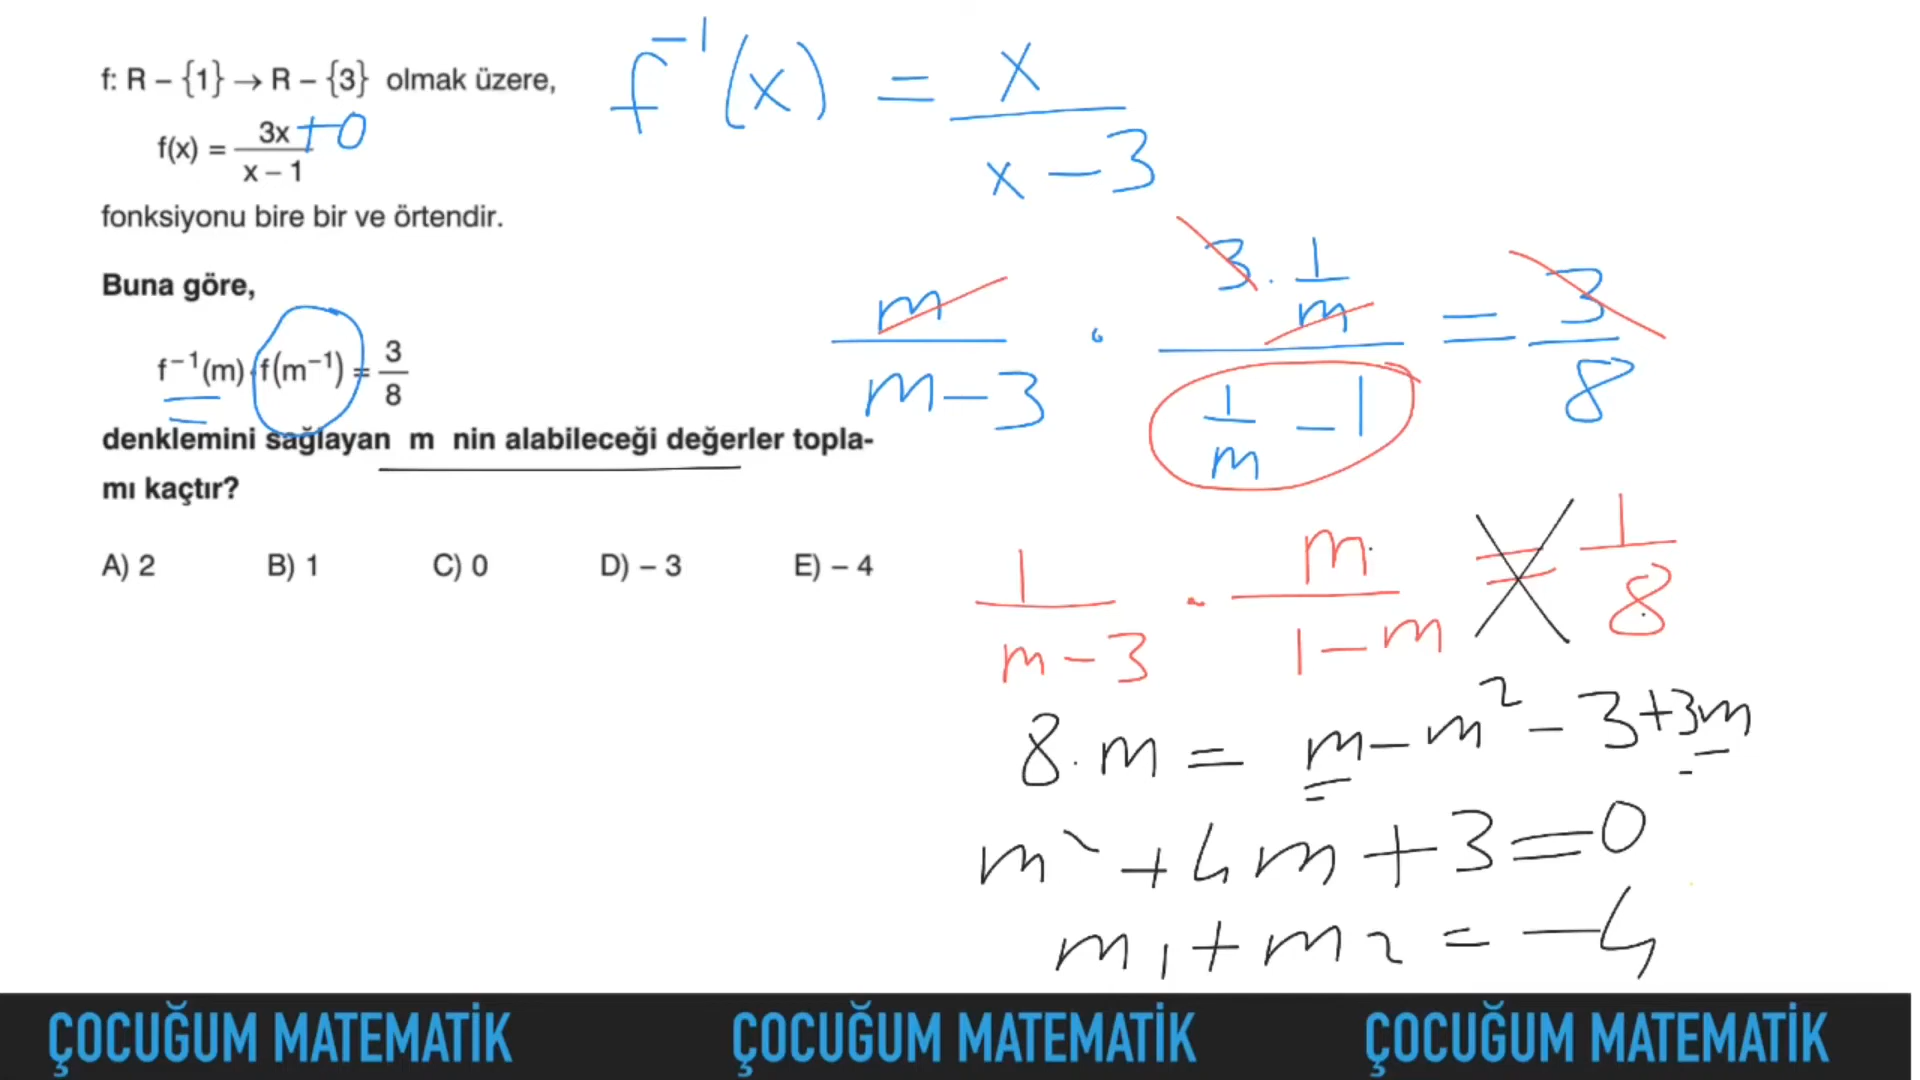 f: R – {1} → R – {3} olmak üzere,
f(x) = 3x + 0 / x – 1
fonksiyonu bire bir ve örtendir.
Buna göre,
f⁻¹(m) · f(m⁻¹) = 3/8
denklemini sağlayan m nin alabileceği değerler topla-
mı kaçtır?
A) 2 B) 1 C) 0 D) – 3 E) – 4
f⁻¹(x) = x / x – 3
m / m – 3 · 3 · 1/m / 1/m – 1 = 3/8
1 / m – 3 · m / 1 – m = 1/8
8 · m = m – m² – 3 + 3m
m² + 4m + 3 = 0
m₁ + m₂ = – 4
ÇOCUĞUM MATEMATİK ÇOCUĞUM MATEMATİK ÇOCUĞUM MATEMATİK